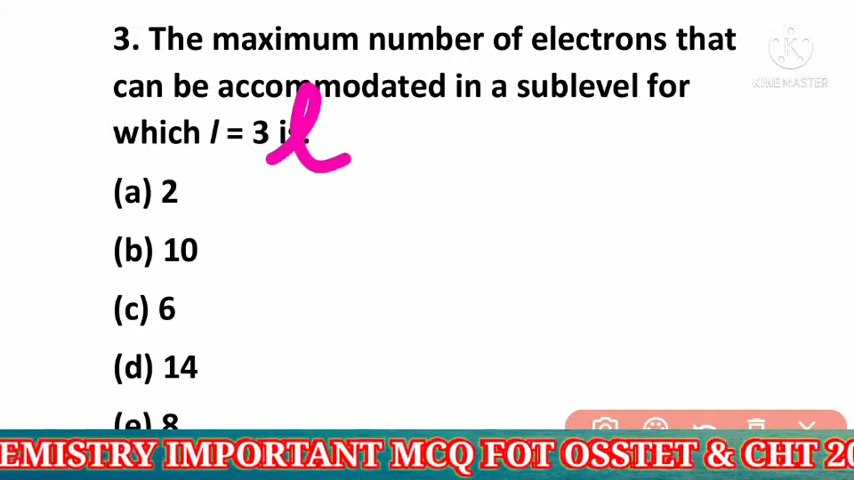 3. The maximum number of electrons that
can be accommodated in a sublevel for
which l = 3 is:
(a) 2
(b) 10
(c) 6
(d) 14
(e) 8
l
KINEMASTER
EMISTRY IMPORTANT MCQ FOT OSSTET & CHT 20